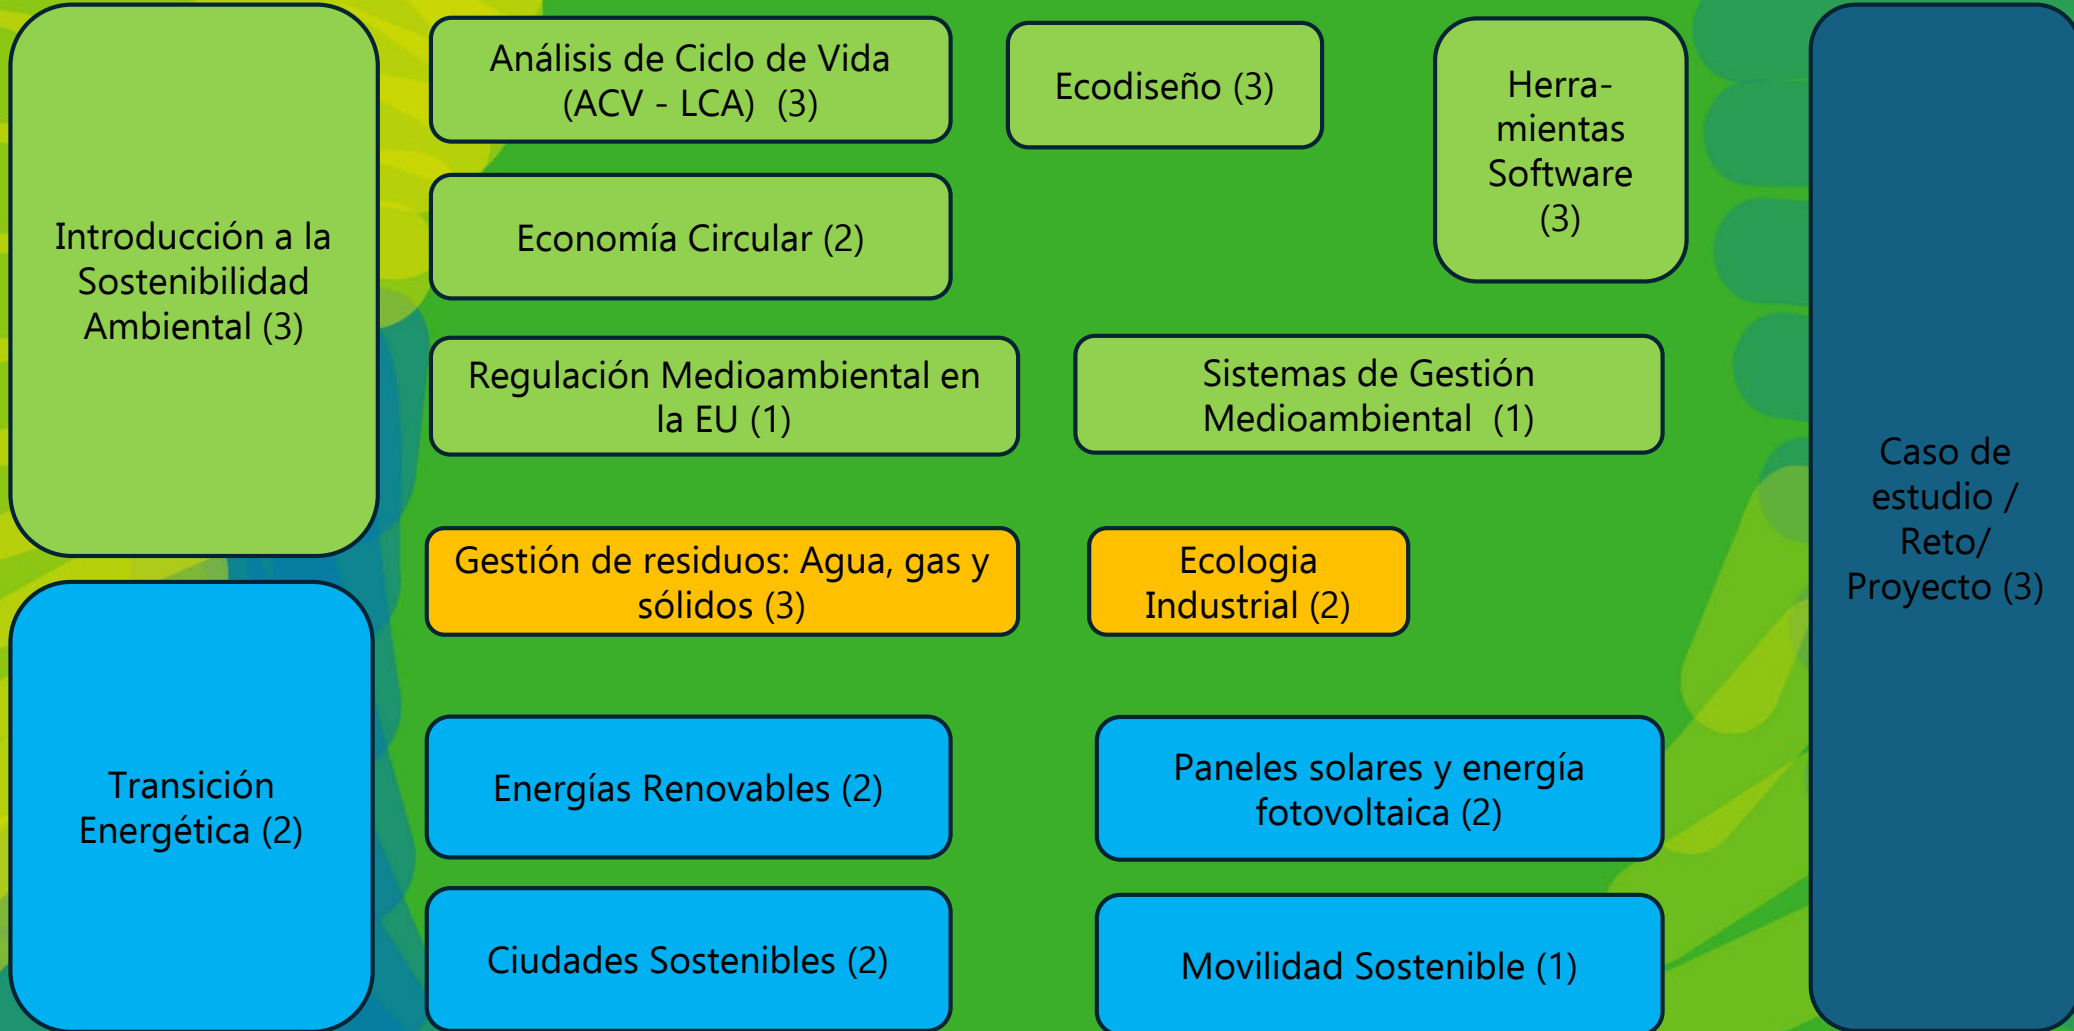 Introducción a la
Sostenibilidad
Ambiental (3)
Análisis de Ciclo de Vida
(ACV - LCA)  (3)
Ecodiseño (3)
Herra-
mientas
Software
(3)
Economía Circular (2)
Regulación Medioambiental en
la EU (1)
Sistemas de Gestión
Medioambiental  (1)
Gestión de residuos: Agua, gas y
sólidos (3)
Ecologia
Industrial (2)
Transición
Energética (2)
Energías Renovables (2)
Paneles solares y energía
fotovoltaica (2)
Ciudades Sostenibles (2)
Movilidad Sostenible (1)
Caso de
estudio /
Reto/
Proyecto (3)